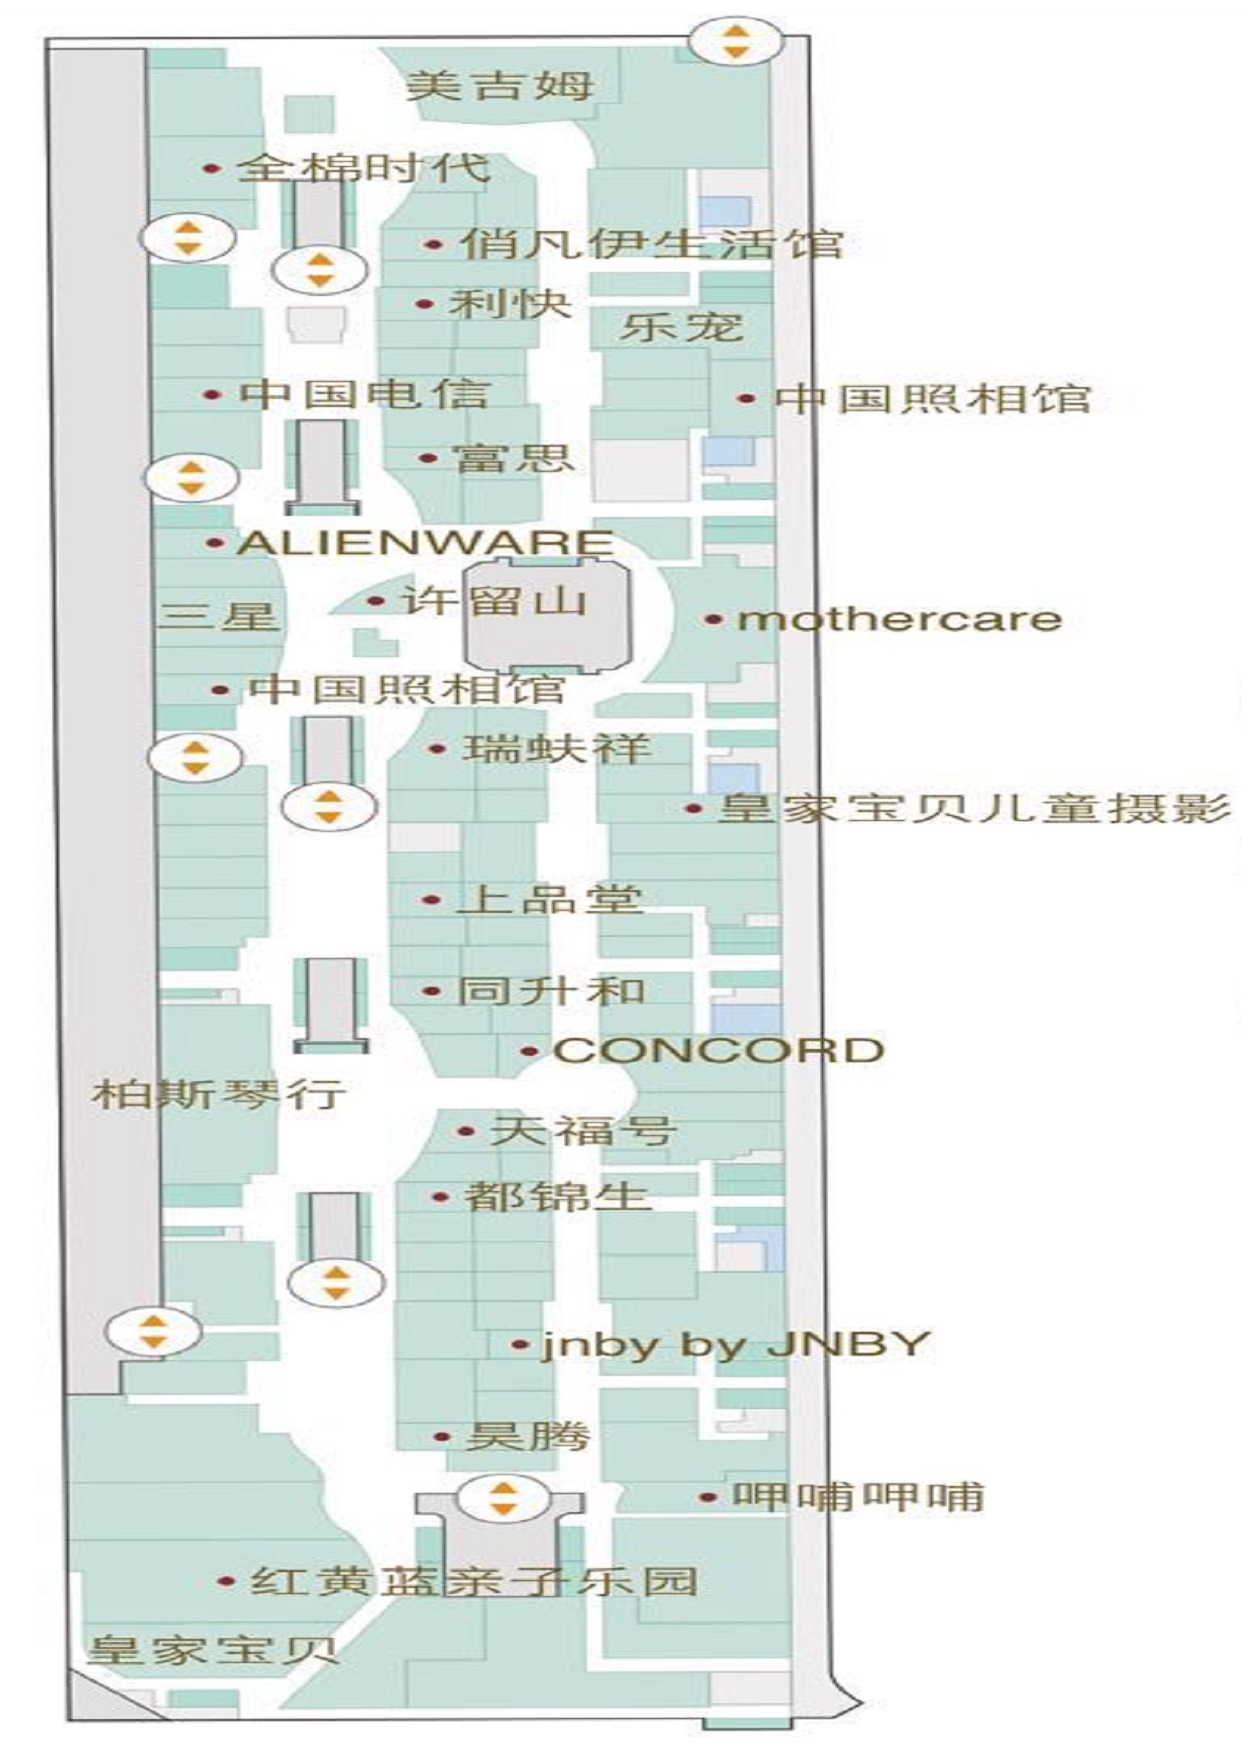 美吉姆
全棉时代
俏凡伊生活馆
利快
乐宠
中国电信
中国照相馆
富思
ALIENWARE
许留山
三星
mothercare
中国照相馆
瑞蚨祥
皇家宝贝儿童摄影
上品堂
同升和
CONCORD
柏斯琴行
天福号
都锦生
jnby by JNBY
昊腾
呷哺呷哺
红黄蓝亲子乐园
皇家宝贝